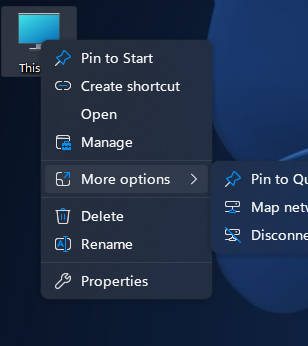 This
Pin to Start
Create shortcut
Open
Manage
More options
Pin to Qu
Map netw
Disconne
Delete
Rename
Properties